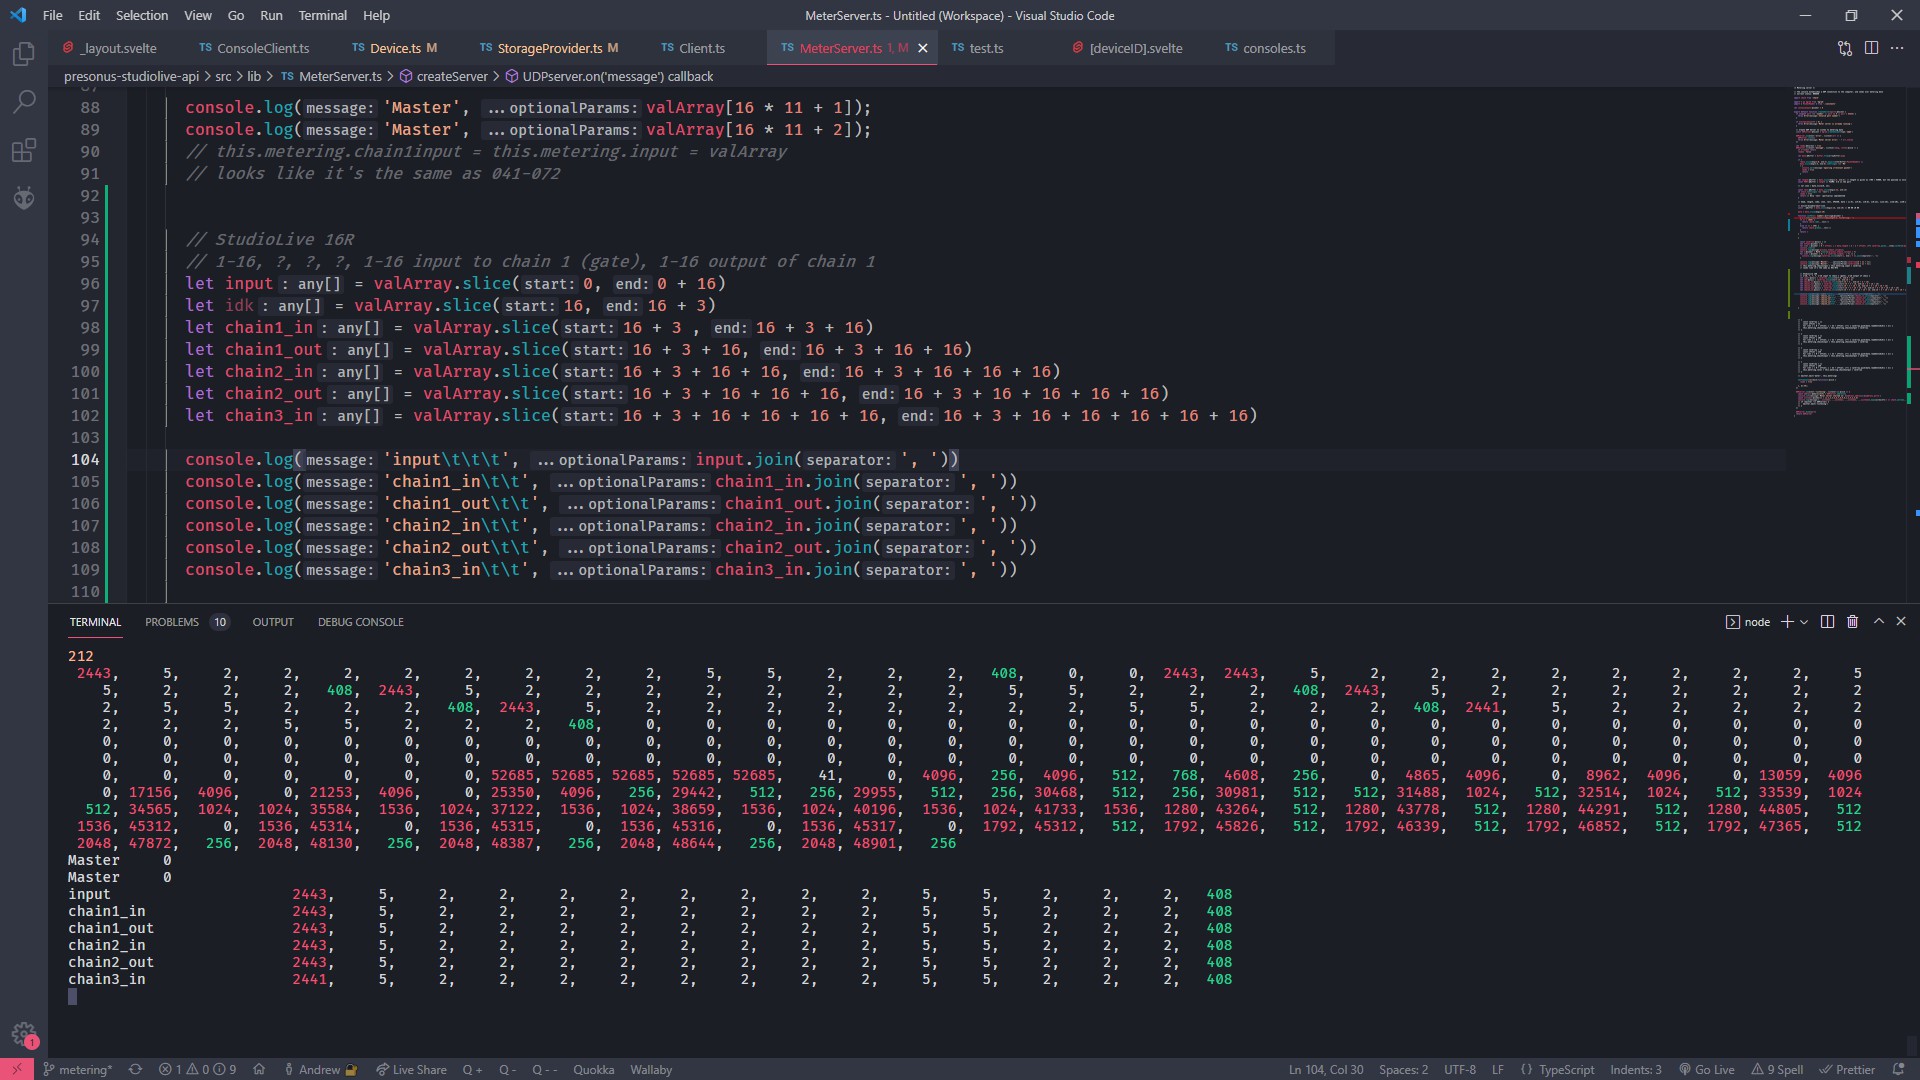 File Edit Selection View Go Run Terminal Help
MeterServer.ts - Untitled (Workspace) - Visual Studio Code
_layout.svelte TS ConsoleClient.ts TS Device.ts M TS StorageProvider.ts M TS Client.ts TS MeterServer.ts 1, M TS test.ts [deviceID].svelte TS consoles.ts
presonus-studiolive-api > src > lib > TS MeterServer.ts > createServer > UDPserver.on('message') callback
88 console.log(message: 'Master', ...optionalParams: valArray[16 * 11 + 1]);
89 console.log(message: 'Master', ...optionalParams: valArray[16 * 11 + 2]);
90 // this.metering.chain1input = this.metering.input = valArray
91 // looks like it's the same as 041-072
92
93
94 // StudioLive 16R
95 // 1-16, ?, ?, ?, 1-16 input to chain 1 (gate), 1-16 output of chain 1
96 let input: any[] = valArray.slice(start: 0, end: 0 + 16)
97 let idk: any[] = valArray.slice(start: 16, end: 16 + 3)
98 let chain1_in: any[] = valArray.slice(start: 16 + 3 , end: 16 + 3 + 16)
99 let chain1_out: any[] = valArray.slice(start: 16 + 3 + 16, end: 16 + 3 + 16 + 16)
100 let chain2_in: any[] = valArray.slice(start: 16 + 3 + 16 + 16, end: 16 + 3 + 16 + 16 + 16)
101 let chain2_out: any[] = valArray.slice(start: 16 + 3 + 16 + 16 + 16, end: 16 + 3 + 16 + 16 + 16 + 16)
102 let chain3_in: any[] = valArray.slice(start: 16 + 3 + 16 + 16 + 16 + 16, end: 16 + 3 + 16 + 16 + 16 + 16 + 16)
103
104 console.log(message: 'input\t\t\t', ...optionalParams: input.join(separator: ', '))
105 console.log(message: 'chain1_in\t\t', ...optionalParams: chain1_in.join(separator: ', '))
106 console.log(message: 'chain1_out\t\t', ...optionalParams: chain1_out.join(separator: ', '))
107 console.log(message: 'chain2_in\t\t', ...optionalParams: chain2_in.join(separator: ', '))
108 console.log(message: 'chain2_out\t\t', ...optionalParams: chain2_out.join(separator: ', '))
109 console.log(message: 'chain3_in\t\t', ...optionalParams: chain3_in.join(separator: ', '))
110
TERMINAL PROBLEMS 10 OUTPUT DEBUG CONSOLE node
212
2443, 5, 2, 2, 2, 2, 2, 2, 2, 2, 5, 5, 2, 2, 2, 408, 0, 0, 2443, 2443, 5, 2, 2, 2, 2, 2, 2, 2, 2, 5
5, 2, 2, 2, 408, 2443, 5, 2, 2, 2, 2, 2, 2, 2, 2, 5, 5, 2, 2, 2, 408, 2443, 5, 2, 2, 2, 2, 2, 2, 2
2, 5, 5, 2, 2, 2, 408, 2443, 5, 2, 2, 2, 2, 2, 2, 2, 2, 5, 5, 2, 2, 2, 408, 2441, 5, 2, 2, 2, 2, 2
2, 2, 2, 5, 5, 2, 2, 2, 408, 0, 0, 0, 0, 0, 0, 0, 0, 0, 0, 0, 0, 0, 0, 0, 0, 0, 0, 0, 0, 0
0, 0, 0, 0, 0, 0, 0, 0, 0, 0, 0, 0, 0, 0, 0, 0, 0, 0, 0, 0, 0, 0, 0, 0, 0, 0, 0, 0, 0, 0
0, 0, 0, 0, 0, 0, 0, 0, 0, 0, 0, 0, 0, 0, 0, 0, 0, 0, 0, 0, 0, 0, 0, 0, 0, 0, 0, 0, 0, 0
0, 0, 0, 0, 0, 0, 0, 52685, 52685, 52685, 52685, 52685, 41, 0, 4096, 256, 4096, 512, 768, 4608, 256, 0, 4865, 4096, 0, 8962, 4096, 0, 13059, 4096
0, 17156, 4096, 0, 21253, 4096, 0, 25350, 4096, 256, 29442, 512, 256, 29955, 512, 256, 30468, 512, 256, 30981, 512, 512, 31488, 1024, 512, 32514, 1024, 512, 33539, 1024
512, 34565, 1024, 1024, 35584, 1536, 1024, 37122, 1536, 1024, 38659, 1536, 1024, 40196, 1536, 1024, 41733, 1536, 1280, 43264, 512, 1280, 43778, 512, 1280, 44291, 512, 1280, 44805, 512
1536, 45312, 0, 1536, 45314, 0, 1536, 45315, 0, 1536, 45316, 0, 1536, 45317, 0, 1792, 45312, 512, 1792, 45826, 512, 1792, 46339, 512, 1792, 46852, 512, 1792, 47365, 512
2048, 47872, 256, 2048, 48130, 256, 2048, 48387, 256, 2048, 48644, 256, 2048, 48901, 256
Master 0
Master 0
input 2443, 5, 2, 2, 2, 2, 2, 2, 2, 2, 5, 5, 2, 2, 2, 408
chain1_in 2443, 5, 2, 2, 2, 2, 2, 2, 2, 2, 5, 5, 2, 2, 2, 408
chain1_out 2443, 5, 2, 2, 2, 2, 2, 2, 2, 2, 5, 5, 2, 2, 2, 408
chain2_in 2443, 5, 2, 2, 2, 2, 2, 2, 2, 2, 5, 5, 2, 2, 2, 408
chain2_out 2443, 5, 2, 2, 2, 2, 2, 2, 2, 2, 5, 5, 2, 2, 2, 408
chain3_in 2441, 5, 2, 2, 2, 2, 2, 2, 2, 2, 5, 5, 2, 2, 2, 408
1
metering* 1 0 9 Andrew Live Share Q + Q - Q - - Quokka Wallaby Ln 104, Col 30 Spaces: 2 UTF-8 LF { } TypeScript Indents: 3 Go Live 9 Spell Prettier